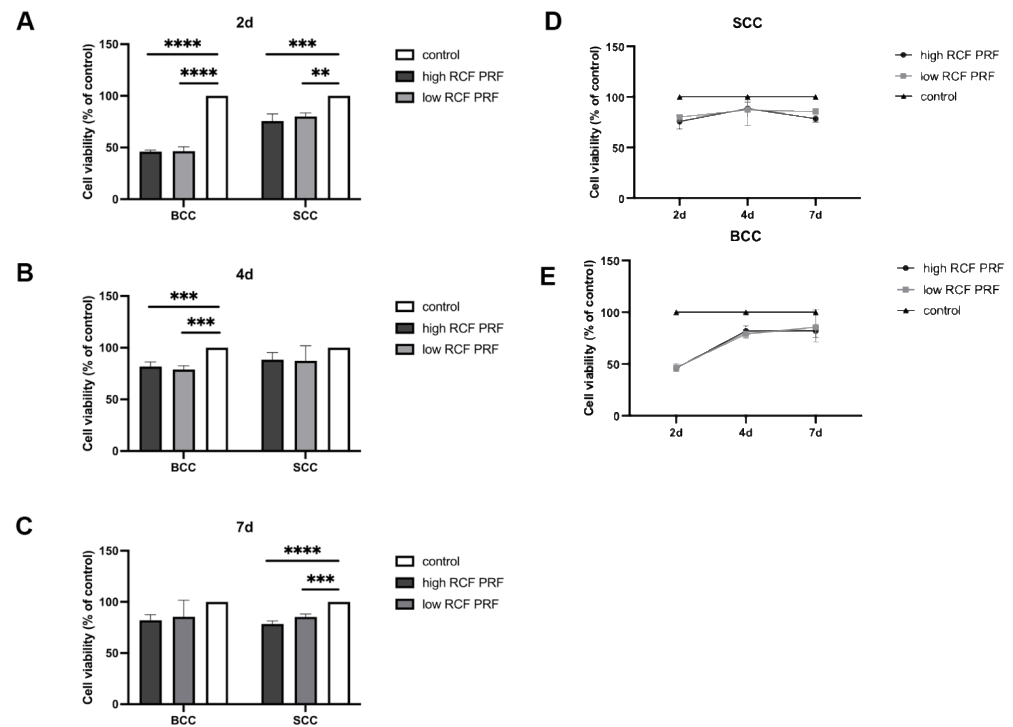 A
2d
Cell viability (% of control)
150
100
50
0
****
****
***
**
BCC
SCC
control
high RCF PRF
low RCF PRF
B
4d
Cell viability (% of control)
150
100
50
0
***
***
BCC
SCC
control
high RCF PRF
low RCF PRF
C
7d
Cell viability (% of control)
150
100
50
0
****
***
BCC
SCC
control
high RCF PRF
low RCF PRF
D
SCC
Cell viability (% of control)
150
100
50
0
2d
4d
7d
high RCF PRF
low RCF PRF
control
E
BCC
Cell viability (% of control)
150
100
50
0
2d
4d
7d
high RCF PRF
low RCF PRF
control